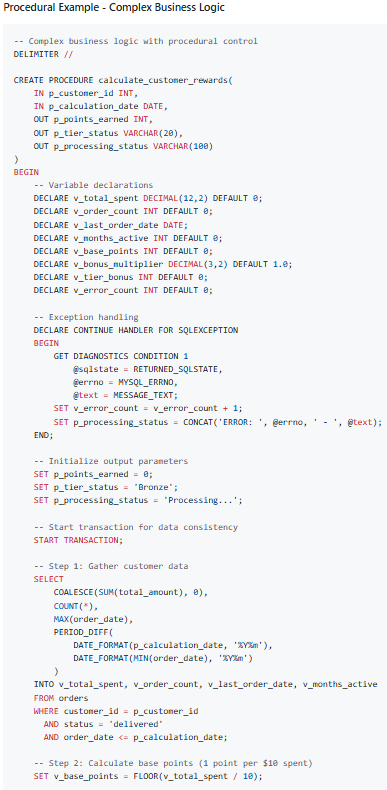 Procedural Example - Complex Business Logic
-- Complex business logic with procedural control
DELIMITER //
CREATE PROCEDURE calculate_customer_rewards(
    IN p_customer_id INT,
    IN p_calculation_date DATE,
    OUT p_points_earned INT,
    OUT p_tier_status VARCHAR(20),
    OUT p_processing_status VARCHAR(100)
)
BEGIN
    -- Variable declarations
    DECLARE v_total_spent DECIMAL(12,2) DEFAULT 0;
    DECLARE v_order_count INT DEFAULT 0;
    DECLARE v_last_order_date DATE;
    DECLARE v_months_active INT DEFAULT 0;
    DECLARE v_base_points INT DEFAULT 0;
    DECLARE v_bonus_multiplier DECIMAL(3,2) DEFAULT 1.0;
    DECLARE v_tier_bonus INT DEFAULT 0;
    DECLARE v_error_count INT DEFAULT 0;
    -- Exception handling
    DECLARE CONTINUE HANDLER FOR SQLEXCEPTION
    BEGIN
        GET DIAGNOSTICS CONDITION 1
            @sqlstate = RETURNED_SQLSTATE,
            @errno = MYSQL_ERRNO,
            @text = MESSAGE_TEXT;
        SET v_error_count = v_error_count + 1;
        SET p_processing_status = CONCAT('ERROR: ', @errno, ' - ', @text);
    END;
    -- Initialize output parameters
    SET p_points_earned = 0;
    SET p_tier_status = 'Bronze';
    SET p_processing_status = 'Processing...';
    -- Start transaction for data consistency
    START TRANSACTION;
    -- Step 1: Gather customer data
    SELECT
        COALESCE(SUM(total_amount), 0),
        COUNT(*),
        MAX(order_date),
        PERIOD_DIFF(
            DATE_FORMAT(p_calculation_date, '%Y%m'),
            DATE_FORMAT(MIN(order_date), '%Y%m')
        )
    INTO v_total_spent, v_order_count, v_last_order_date, v_months_active
    FROM orders
    WHERE customer_id = p_customer_id
      AND status = 'delivered'
      AND order_date <= p_calculation_date;
    -- Step 2: Calculate base points (1 point per $10 spent)
    SET v_base_points = FLOOR(v_total_spent / 10);